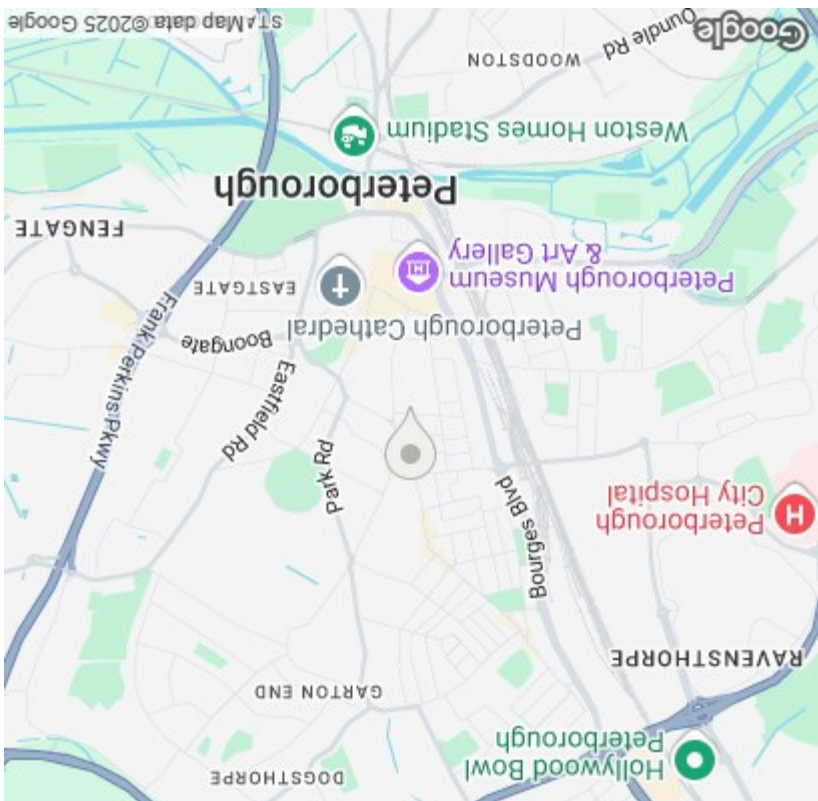 DOGSTHORPE
Hollywood Bowl
Peterborough
GARTON END
RAVENSTHORPE
Bourges Blvd
Peterborough
City Hospital
Park Rd
Eastfield Rd
Frank Perkins Pkwy
Boongate
Peterborough Cathedral
EASTGATE
Peterborough Museum
& Art Gallery
FENGATE
Peterborough
Weston Homes Stadium
WOODSTON
Oundle Rd
Google
Map data ©2025 Google